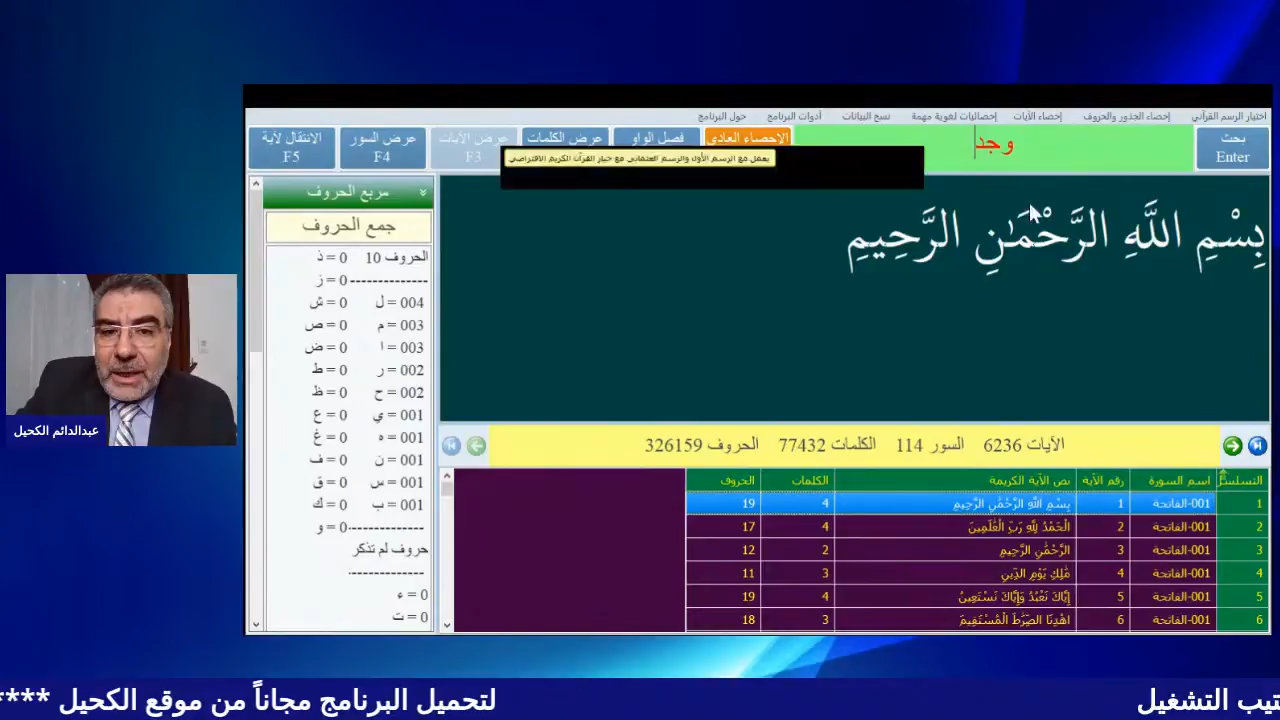 اختيار الرسم القرآني إحصاء الجذور والحروف إحصاء الآيات إحصائيات لغوية مهمة نسخ البيانات أدوات البرنامج حول البرنامج
بحث
Enter
وجد
الإحصاء العادي
فصل الواو
عرض الكلمات
عرض الآيات
F3
عرض السور
F4
الانتقال لآية
F5
يعمل مع الرسم الأول والرسم العثماني مع خيار القرآن الكريم الافتراضي
بِسْمِ اللَّهِ الرَّحْمَٰنِ الرَّحِيمِ
مربع الحروف
جمع الحروف
الحروف 10 ذ = 0
-------------- ز = 0
ل = 004 ش = 0
م = 003 ص = 0
ا = 003 ض = 0
ر = 002 ط = 0
ح = 002 ظ = 0
ي = 001 ع = 0
ه = 001 غ = 0
ن = 001 ف = 0
س = 001 ق = 0
ب = 001 ك = 0
-------------- و = 0
حروف لم تذكر
--------------
ء = 0
ت = 0
الآيات 6236 السور 114 الكلمات 77432 الحروف 326159
التسلسل اسم السورة رقم الآية نص الآية الكريمة الكلمات الحروف
1 001-الفاتحة 1 بِسْمِ اللَّهِ الرَّحْمَٰنِ الرَّحِيمِ 4 19
2 001-الفاتحة 2 الْحَمْدُ لِلَّهِ رَبِّ الْعَٰلَمِينَ 4 17
3 001-الفاتحة 3 الرَّحْمَٰنِ الرَّحِيمِ 2 12
4 001-الفاتحة 4 مَٰلِكِ يَوْمِ الدِّينِ 3 11
5 001-الفاتحة 5 إِيَّاكَ نَعْبُدُ وَإِيَّاكَ نَسْتَعِينُ 4 19
6 001-الفاتحة 6 اهْدِنَا الصِّرَٰطَ الْمُسْتَقِيمَ 3 18
عبدالدائم الكحيل
تيب التشغيل
لتحميل البرنامج مجاناً من موقع الكحيل ****